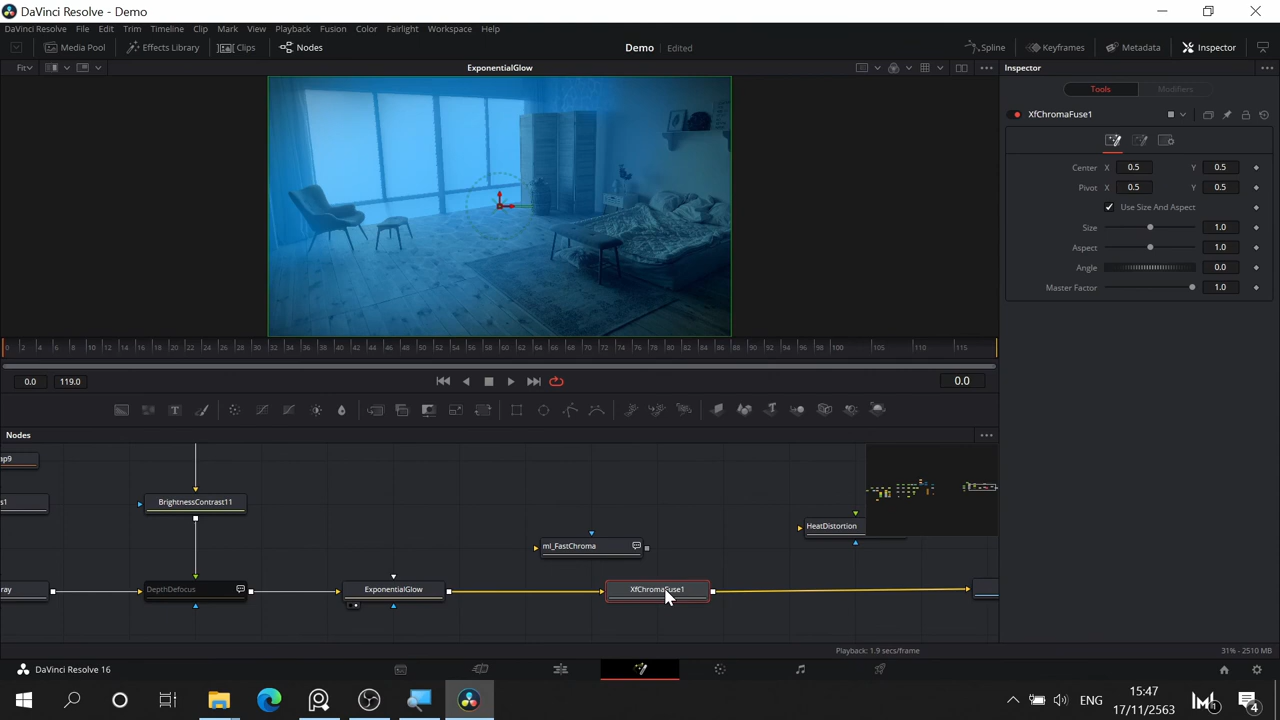 DaVinci Resolve - Demo
DaVinci Resolve File Edit Trim Timeline Clip Mark View Playback Fusion Color Fairlight Workspace Help
Media Pool Effects Library Clips Nodes Demo Edited Spline Keyframes Metadata Inspector
Fit ExponentialGlow Inspector
Tools Modifiers
XfChromaFuse1
Center X 0.5 Y 0.5
Pivot X 0.5 Y 0.5
Use Size And Aspect
Size 1.0
Aspect 1.0
Angle 0.0
Master Factor 1.0
0 2 4 6 8 10 12 14 16 18 20 22 24 26 28 30 32 34 36 38 40 42 44 46 48 50 52 54 56 58 60 62 64 66 68 70 72 74 76 78 80 82 84 86 88 90 92 94 96 98 100 105 110 115
0.0 119.0 0.0
Nodes
ap9
s1 BrightnessContrast11
HeatDistortion
ml_FastChroma
ray DepthDefocus ExponentialGlow XfChromaFuse1
Playback: 1.9 secs/frame 31% - 2510 MB
DaVinci Resolve 16
ENG 15:47
17/11/2563
1 4